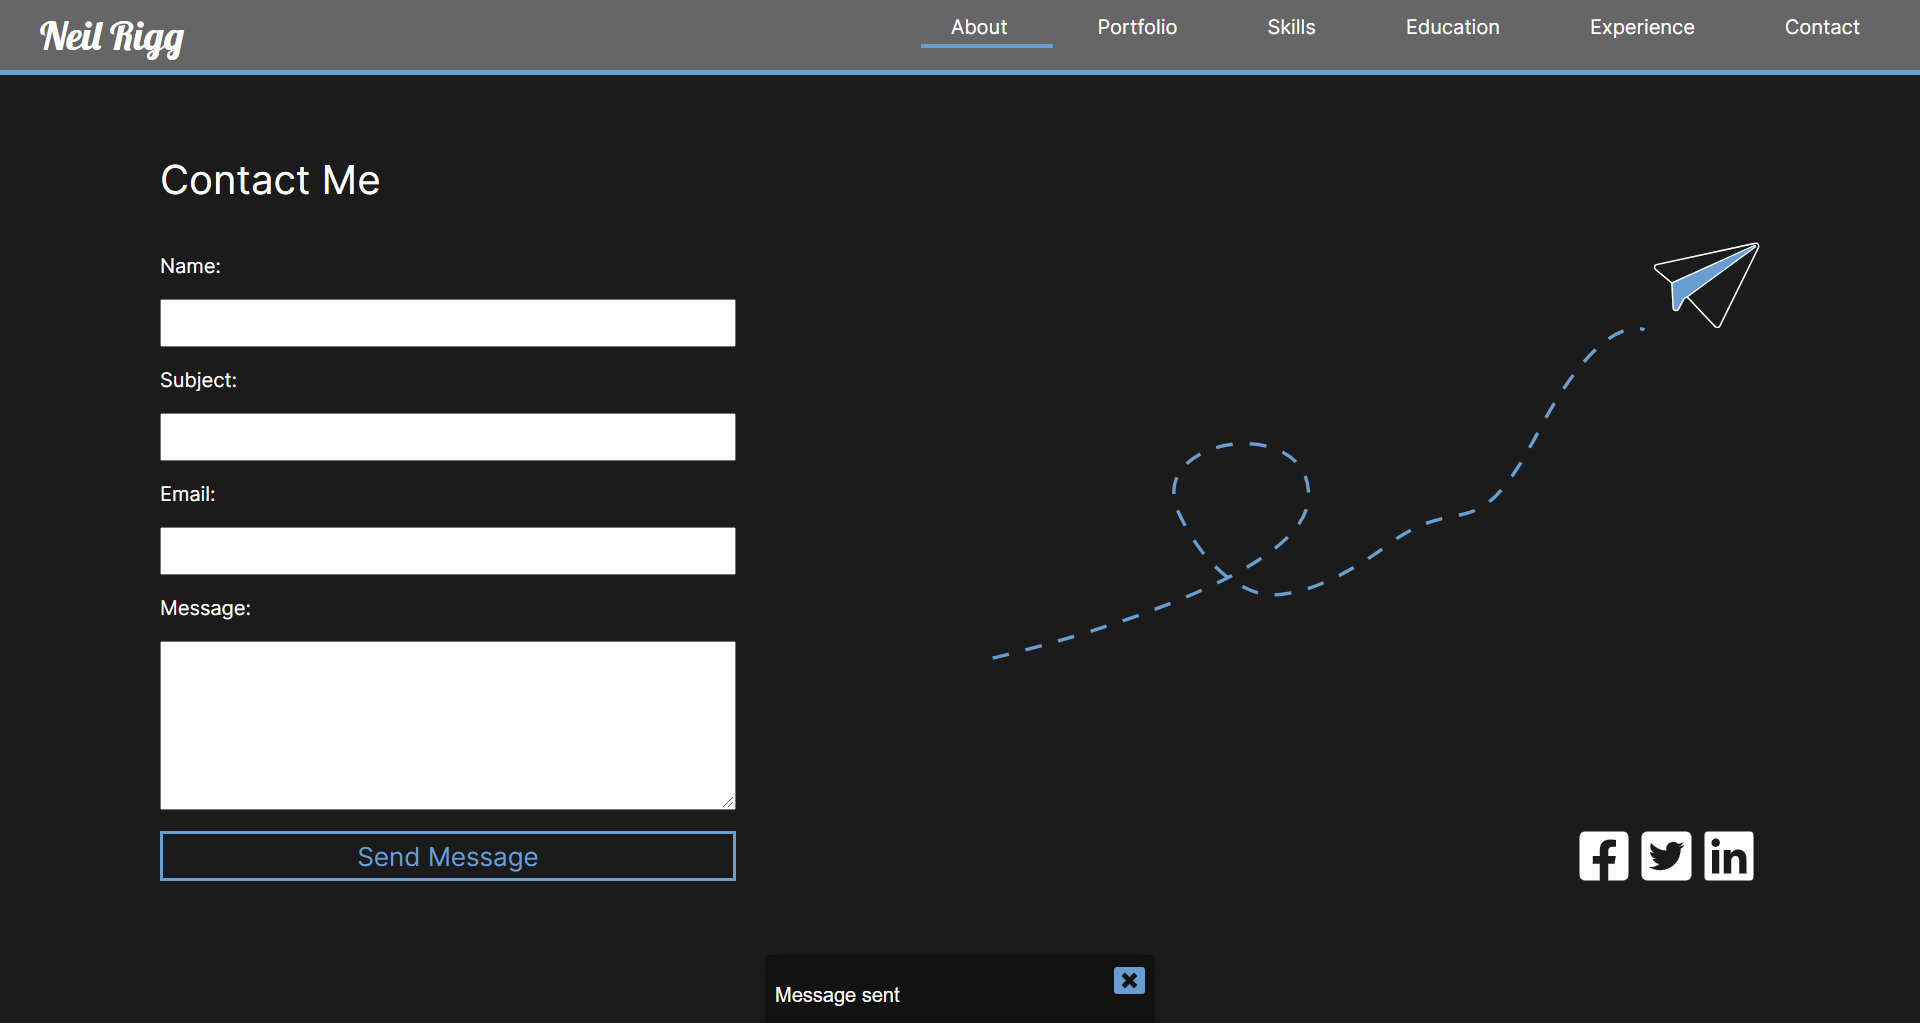 Neil Rigg
About Portfolio Skills Education Experience Contact
Contact Me
Name:
Subject:
Email:
Message:
Send Message
Message sent